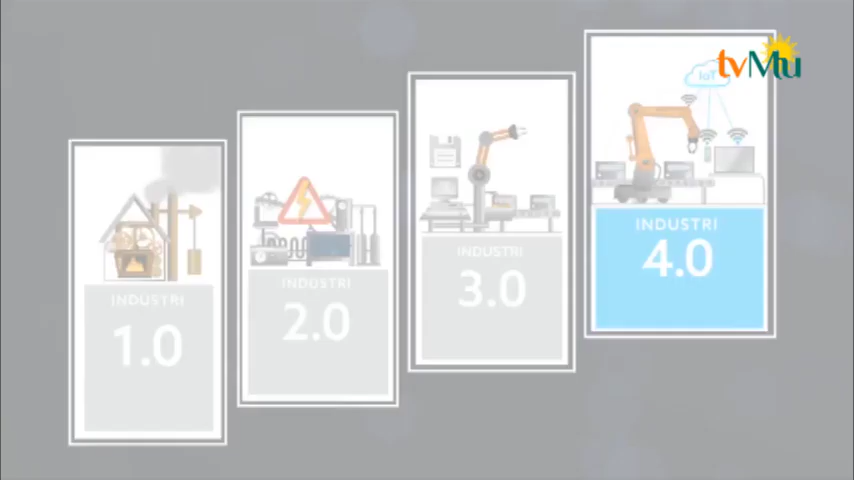 tvMu
IoT
INDUSTRI
1.0
INDUSTRI
2.0
INDUSTRI
3.0
INDUSTRI
4.0